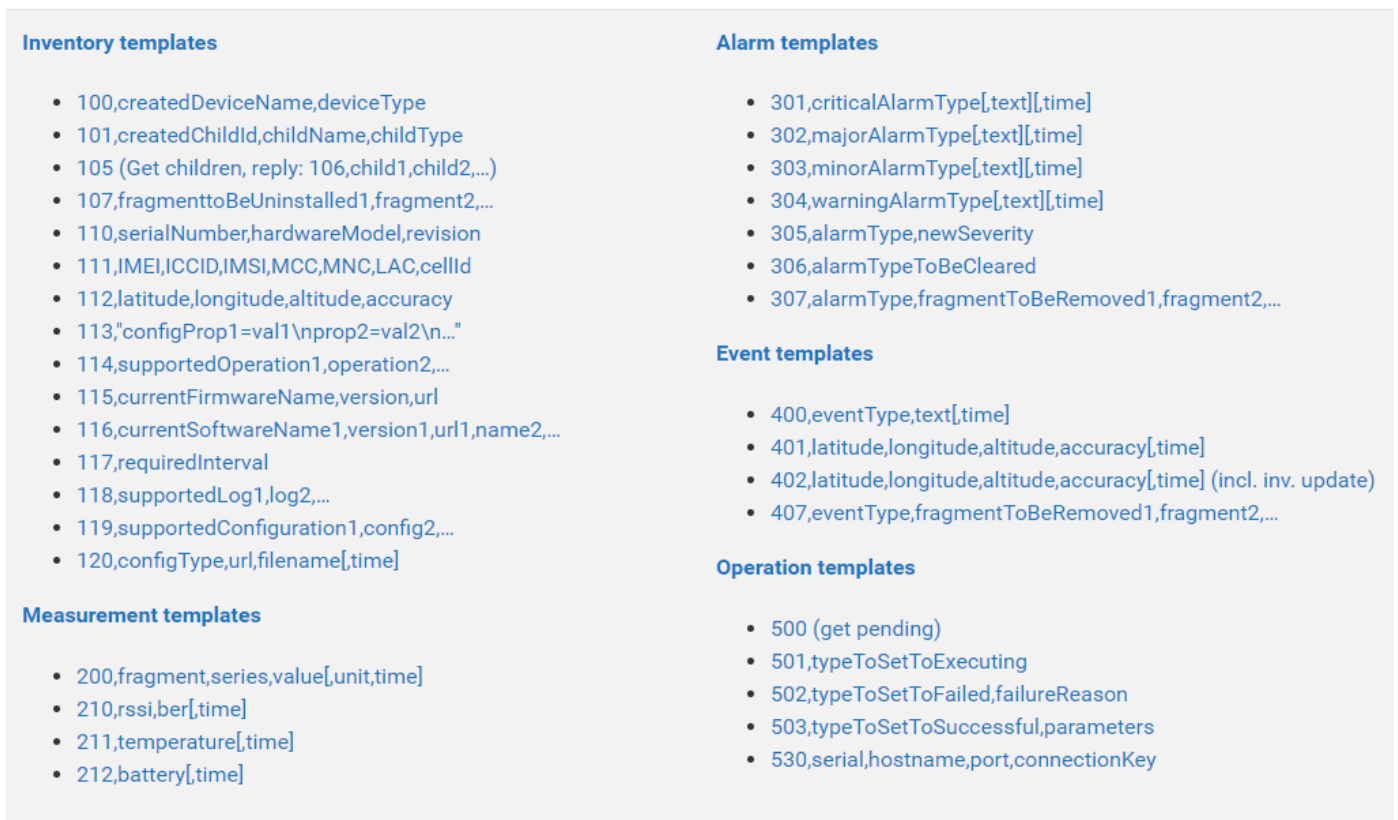 Inventory templates
100,createdDeviceName,deviceType
101,createdChildId,childName,childType
105 (Get children, reply: 106,child1,child2,…)
107,fragmenttoBeUninstalled1,fragment2,…
110,serialNumber,hardwareModel,revision
111,IMEI,ICCID,IMSI,MCC,MNC,LAC,cellId
112,latitude,longitude,altitude,accuracy
113,"configProp1=val1\nprop2=val2\n…"
114,supportedOperation1,operation2,…
115,currentFirmwareName,version,url
116,currentSoftwareName1,version1,url1,name2,…
117,requiredInterval
118,supportedLog1,log2,…
119,supportedConfiguration1,config2,…
120,configType,url,filename[,time]
Measurement templates
200,fragment,series,value[,unit,time]
210,rssi,ber[,time]
211,temperature[,time]
212,battery[,time]
Alarm templates
301,criticalAlarmType[,text][,time]
302,majorAlarmType[,text][,time]
303,minorAlarmType[,text][,time]
304,warningAlarmType[,text][,time]
305,alarmType,newSeverity
306,alarmTypeToBeCleared
307,alarmType,fragmentToBeRemoved1,fragment2,…
Event templates
400,eventType,text[,time]
401,latitude,longitude,altitude,accuracy[,time]
402,latitude,longitude,altitude,accuracy[,time] (incl. inv. update)
407,eventType,fragmentToBeRemoved1,fragment2,…
Operation templates
500 (get pending)
501,typeToSetToExecuting
502,typeToSetToFailed,failureReason
503,typeToSetToSuccessful,parameters
530,serial,hostname,port,connectionKey